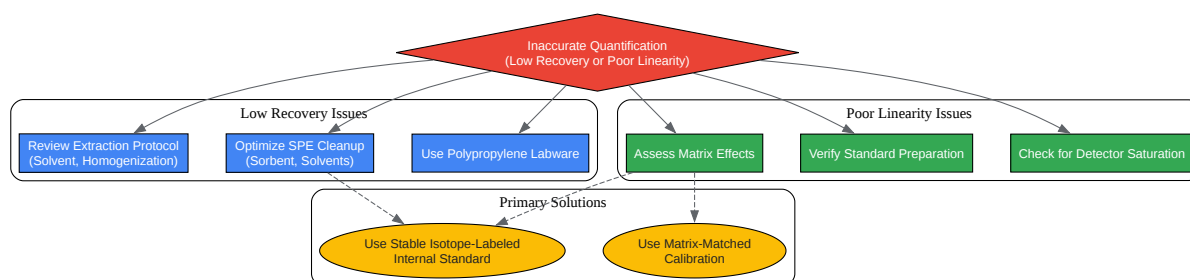 Inaccurate Quantification
(Low Recovery or Poor Linearity)
Low Recovery Issues
Poor Linearity Issues
Review Extraction Protocol
(Solvent, Homogenization)
Optimize SPE Cleanup
(Sorbent, Solvents)
Use Polypropylene Labware
Assess Matrix Effects
Verify Standard Preparation
Check for Detector Saturation
Primary Solutions
Use Stable Isotope-Labeled
Internal Standard
Use Matrix-Matched
Calibration